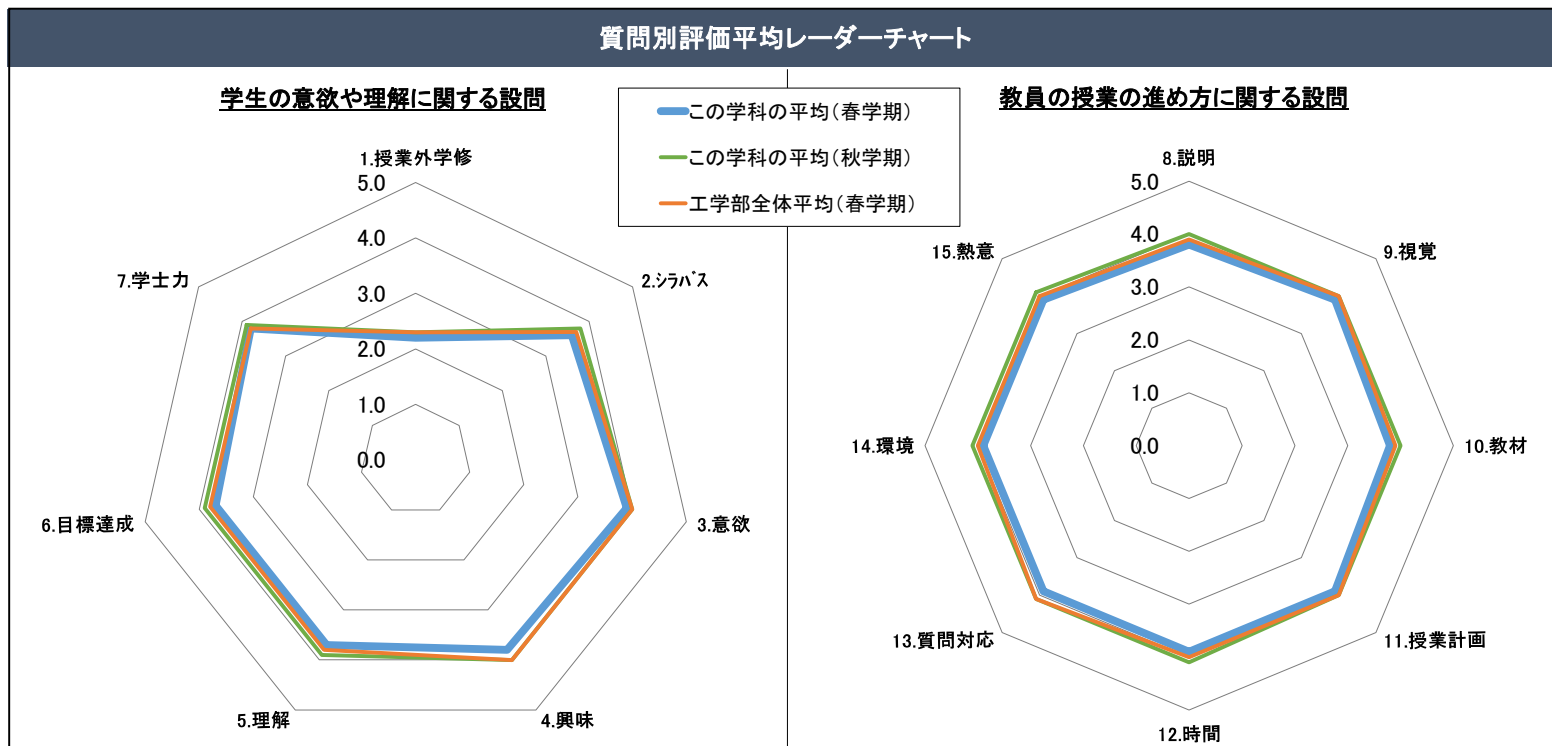 質問別評価平均レーダーチャート
学生の意欲や理解に関する設問
この学科の平均(春学期)
この学科の平均(秋学期)
工学部全体平均(春学期)
1.授業外学修
2.ｼﾗﾊﾞｽ
3.意欲
4.興味
5.理解
6.目標達成
7.学士力
5.0
4.0
3.0
2.0
1.0
0.0
教員の授業の進め方に関する設問
8.説明
9.視覚
10.教材
11.授業計画
12.時間
13.質問対応
14.環境
15.熱意
5.0
4.0
3.0
2.0
1.0
0.0